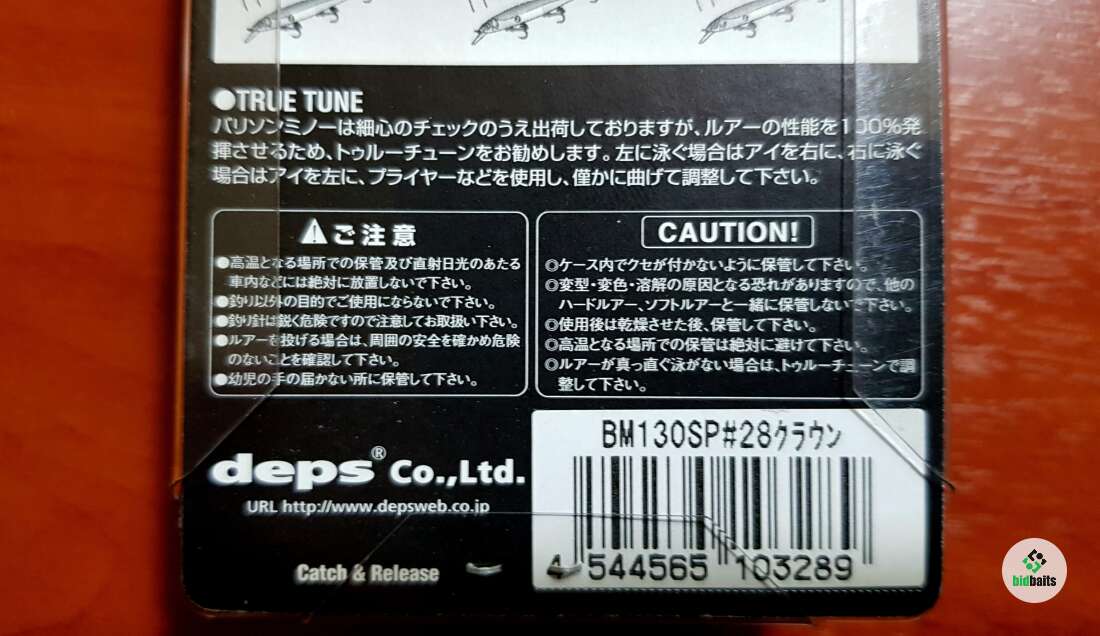 ●TRUE TUNE
バリソンミノーは細心のチェックのうえ出荷しておりますが、ルアーの性能を100%発
揮させるため、トゥルーチューンをお勧めします。左に泳ぐ場合はアイを右に、右に泳ぐ
場合はアイを左に、プライヤーなどを使用し、僅かに曲げて調整して下さい。
ご注意
●高温となる場所での保管及び直射日光のあたる
車内などには絶対に放置しないで下さい。
●釣り以外の目的でご使用にならないで下さい。
●釣り針は鋭く危険ですので注意してお取扱い下さい。
●ルアーを投げる場合は、周囲の安全を確かめ危険
のないことを確認して下さい。
●幼児の手の届かない所に保管して下さい。
CAUTION!
◎ケース内でクセが付かないように保管して下さい。
◎変型・変色・溶解の原因となる恐れがありますので、他の
ハードルアー、ソフトルアーと一緒に保管しないで下さい。
◎使用後は乾燥させた後、保管して下さい。
◎高温となる場所での保管は絶対に避けて下さい。
◎ルアーが真っ直ぐ泳がない場合は、トゥルーチューンで調
整して下さい。
deps® Co.,Ltd.
URL http://www.depsweb.co.jp
Catch & Release
BM130SP#28クラウン
4 544565 103289
bidbaits